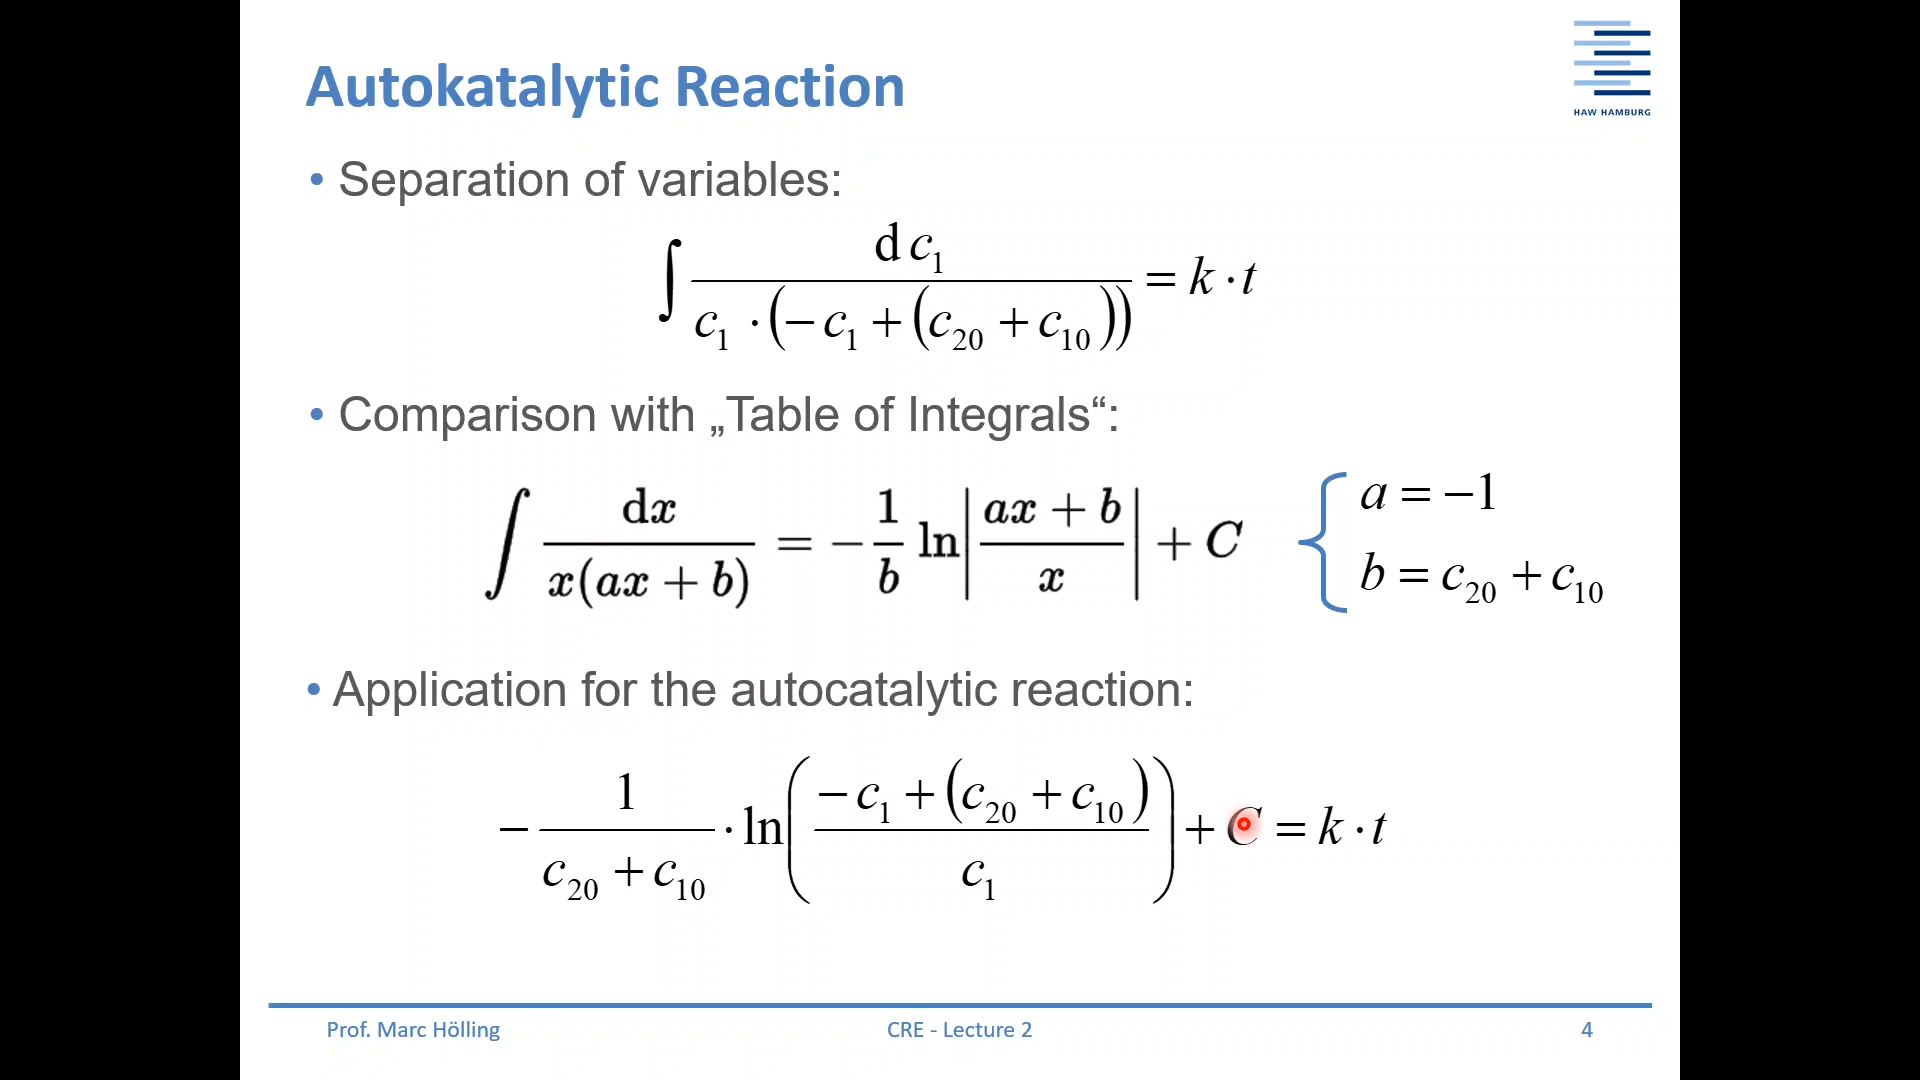 Autokatalytic Reaction
HAW HAMBURG
• Separation of variables:
∫ d c₁ / (c₁ · (−c₁ + (c₂₀ + c₁₀))) = k · t
• Comparison with „Table of Integrals“:
∫ dx / (x(ax + b)) = − 1/b ln |(ax + b) / x| + C { a = −1
b = c₂₀ + c₁₀
• Application for the autocatalytic reaction:
− 1 / (c₂₀ + c₁₀) · ln((−c₁ + (c₂₀ + c₁₀)) / c₁) + C = k · t
Prof. Marc Hölling CRE - Lecture 2 4